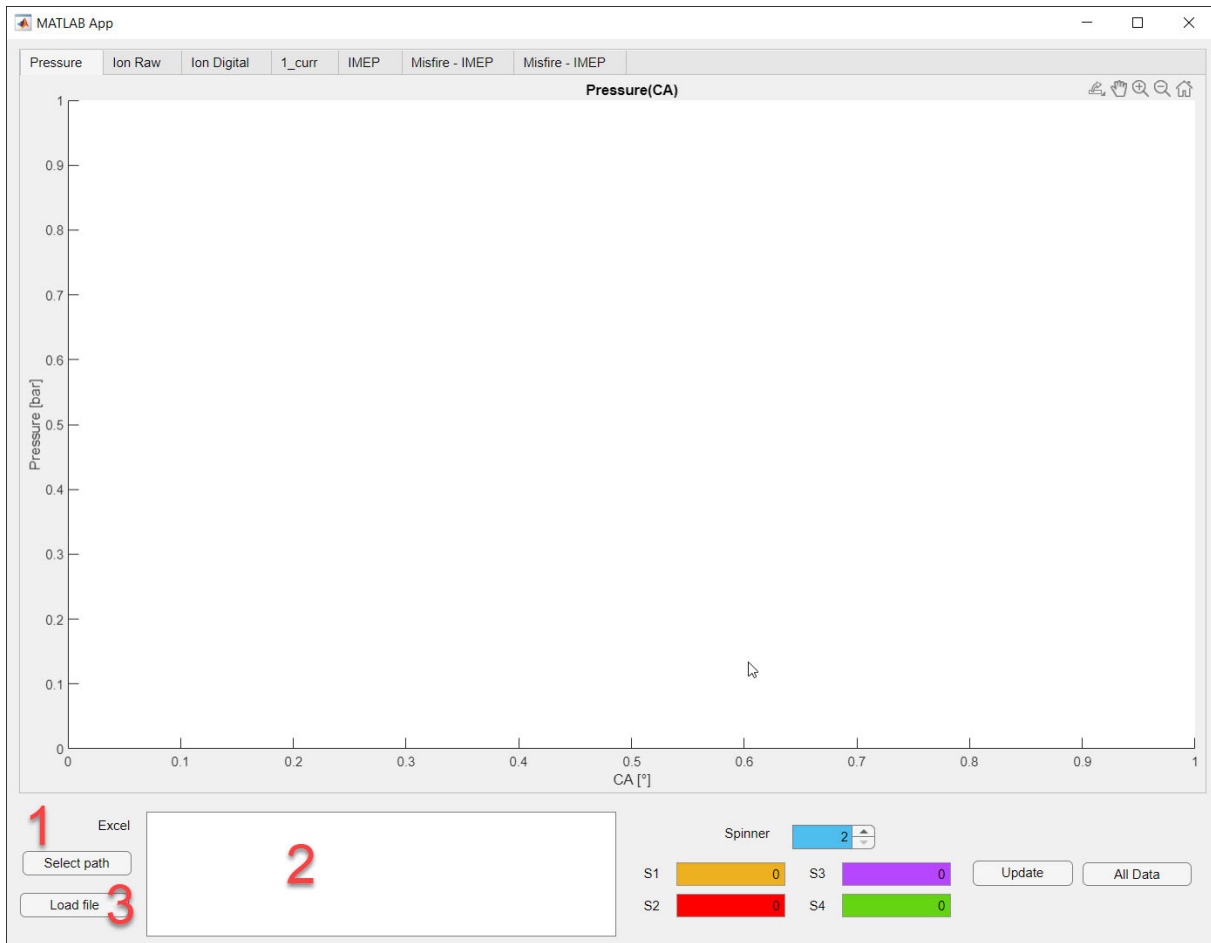 MATLAB App
Pressure Ion Raw Ion Digital 1_curr IMEP Misfire - IMEP Misfire - IMEP
Pressure(CA)
1
0.9
0.8
0.7
0.6
0.5
0.4
0.3
0.2
0.1
0
Pressure [bar]
0 0.1 0.2 0.3 0.4 0.5 0.6 0.7 0.8 0.9 1
CA [°]
1
Excel
Select path
2
Load file
3
Spinner 2
S1 0 S3 0
S2 0 S4 0
Update
All Data